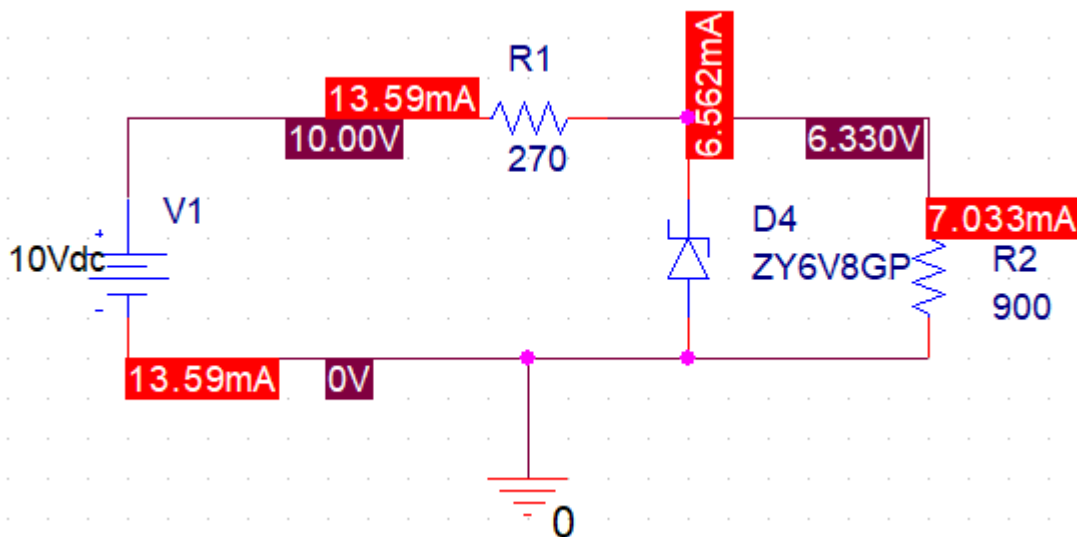 R1
13.59mA
6.562mA
10.00V
270
6.330V
V1
D4
7.033mA
10Vdc
ZY6V8GP
R2
900
13.59mA
0V
0